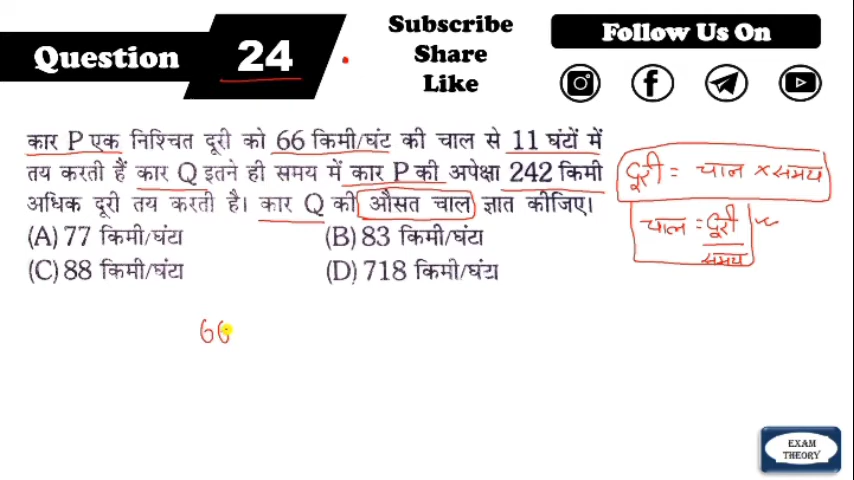 Question
24
Subscribe
Share
Like
Follow Us On
कार P एक निश्चित दूरी को 66 किमी/घंट की चाल से 11 घंटों में
तय करती हैं कार Q इतने ही समय में कार P की अपेक्षा 242 किमी
अधिक दूरी तय करती है। कार Q की औसत चाल ज्ञात कीजिए।
(A) 77 किमी/घंटा
(B) 83 किमी/घंटा
(C) 88 किमी/घंटा
(D) 718 किमी/घंटा
दूरी = चाल × समय
चाल = दूरी
समय
66
EXAM
THEORY